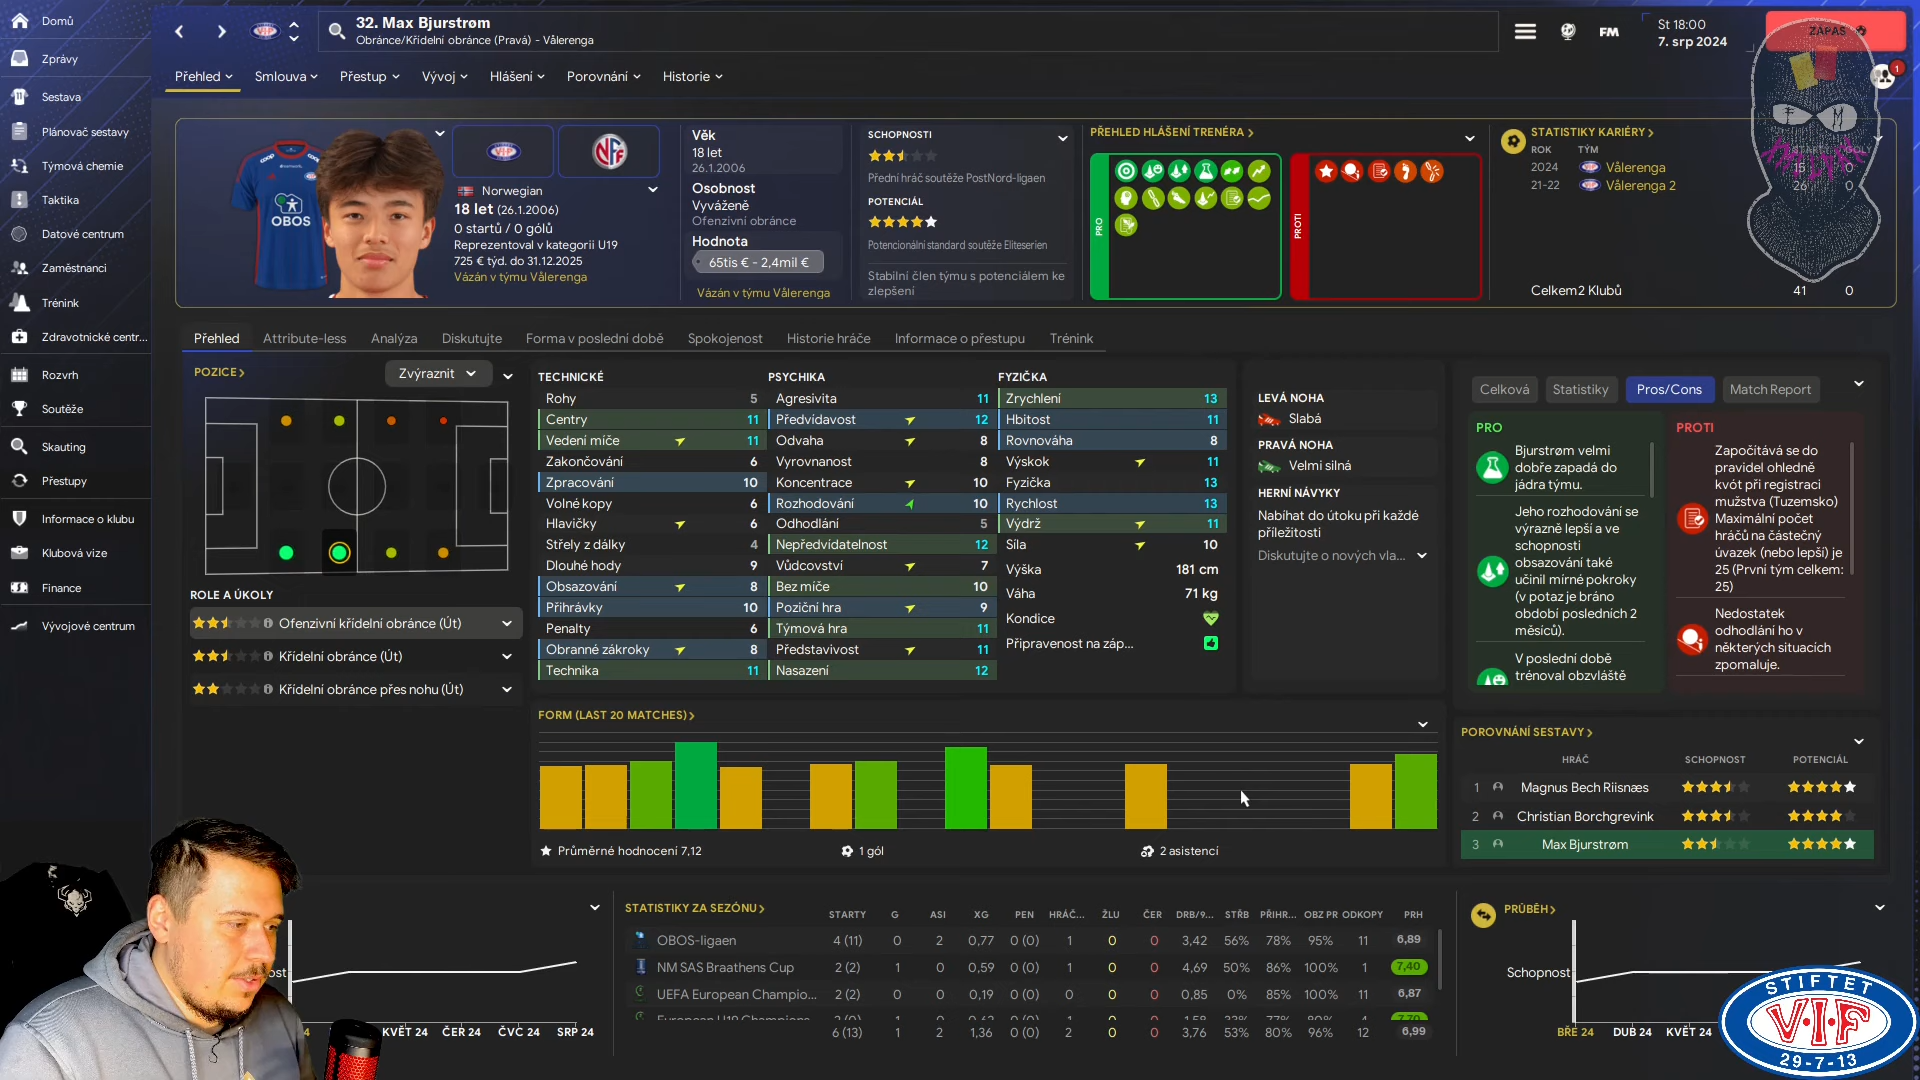 Domů
Zprávy
Sestava
Plánovač sestavy
Týmová chemie
Taktika
Datové centrum
Zaměstnanci
Trénink
Zdravotnické centr...
Rozvrh
Soutěže
Skauting
Přestupy
Informace o klubu
Klubová vize
Finance
Vývojové centrum
32. Max Bjurstrøm
Obránce/Křídelní obránce (Pravá) - Vålerenga
FM
St 18:00
7. srp 2024
ZÁPAS
1
Přehled
Smlouva
Přestup
Vývoj
Hlášení
Porovnání
Historie
OBOS
Norwegian
18 let (26.1.2006)
0 startů / 0 gólů
Reprezentoval v kategorii U19
725 € týd. do 31.12.2025
Vázán v týmu Vålerenga
Věk
18 let
26.1.2006
Osobnost
Vyváženě
Ofenzivní obránce
Hodnota
65tis € - 2,4mil €
Vázán v týmu Vålerenga
SCHOPNOSTI
Přední hráč soutěže PostNord-ligaen
POTENCIÁL
Potencionální standard soutěže Eliteserien
Stabilní člen týmu s potenciálem ke
zlepšení
PŘEHLED HLÁŠENÍ TRENÉRA >
PRO
PROTI
STATISTIKY KARIÉRY >
ROK TÝM
2024 Vålerenga 15 0
21-22 Vålerenga 2 26 0
Celkem2 Klubů 41 0
Přehled
Attribute-less
Analýza
Diskutujte
Forma v poslední době
Spokojenost
Historie hráče
Informace o přestupu
Trénink
POZICE >
Zvýraznit
ROLE A ÚKOLY
Ofenzivní křídelní obránce (Út)
Křídelní obránce (Út)
Křídelní obránce přes nohu (Út)
TECHNICKÉ
Rohy 5
Centry 11
Vedení míče 11
Zakončování 6
Zpracování 10
Volné kopy 6
Hlavičky 6
Střely z dálky 4
Dlouhé hody 9
Obsazování 8
Přihrávky 10
Penalty 6
Obranné zákroky 8
Technika 11
PSYCHIKA
Agresivita 11
Předvídavost 12
Odvaha 8
Vyrovnanost 8
Koncentrace 10
Rozhodování 10
Odhodlání 5
Nepředvídatelnost 12
Vůdcovství 7
Bez míče 10
Poziční hra 9
Týmová hra 11
Představivost 11
Nasazení 12
FYZIČKA
Zrychlení 13
Hbitost 11
Rovnováha 8
Výskok 11
Fyzička 13
Rychlost 13
Výdrž 11
Síla 10
Výška 181 cm
Váha 71 kg
Kondice
Připravenost na záp...
LEVÁ NOHA
Slabá
PRAVÁ NOHA
Velmi silná
HERNÍ NÁVYKY
Nabíhat do útoku při každé
příležitosti
Diskutujte o nových vla...
Celková
Statistiky
Pros/Cons
Match Report
PRO
Bjurstrøm velmi
dobře zapadá do
jádra týmu.
Jeho rozhodování se
výrazně lepší a ve
schopnosti
obsazování také
učinil mírné pokroky
(v potaz je bráno
období posledních 2
měsíců).
V poslední době
trénoval obzvláště
PROTI
Započítává se do
pravidel ohledně
kvót při registraci
mužstva (Tuzemsko)
Maximální počet
hráčů na částečný
úvazek (nebo lepší) je
25 (První tým celkem:
25)
Nedostatek
odhodlání ho v
některých situacích
zpomaluje.
FORM (LAST 20 MATCHES) >
Průměrné hodnocení 7,12
1 gól
2 asistencí
POROVNÁNÍ SESTAVY >
HRÁČ SCHOPNOST POTENCIÁL
1 Magnus Bech Riisnæs
2 Christian Borchgrevink
3 Max Bjurstrøm
KVĚT 24 ČER 24 ČVC 24 SRP 24
STATISTIKY ZA SEZÓNU >
STARTY G ASI XG PEN HRÁČ... ŽLU ČER DRB/9... STŘB PŘIHR... OBZ PR ODKOPY PRH
OBOS-ligaen 4 (11) 0 2 0,77 0 (0) 1 0 0 3,42 56% 78% 95% 11 6,89
NM SAS Braathens Cup 2 (2) 1 0 0,59 0 (0) 1 0 0 4,69 50% 86% 100% 1 7,40
UEFA European Champio... 2 (2) 0 0 0,19 0 (0) 0 0 0 0,85 0% 85% 100% 11 6,87
6 (13) 1 2 1,36 0 (0) 2 0 0 3,76 53% 80% 96% 12 6,99
PRŮBĚH >
Schopnost
BŘE 24 DUB 24 KVĚT 24
STIFTET
V·I·F
29-7-13